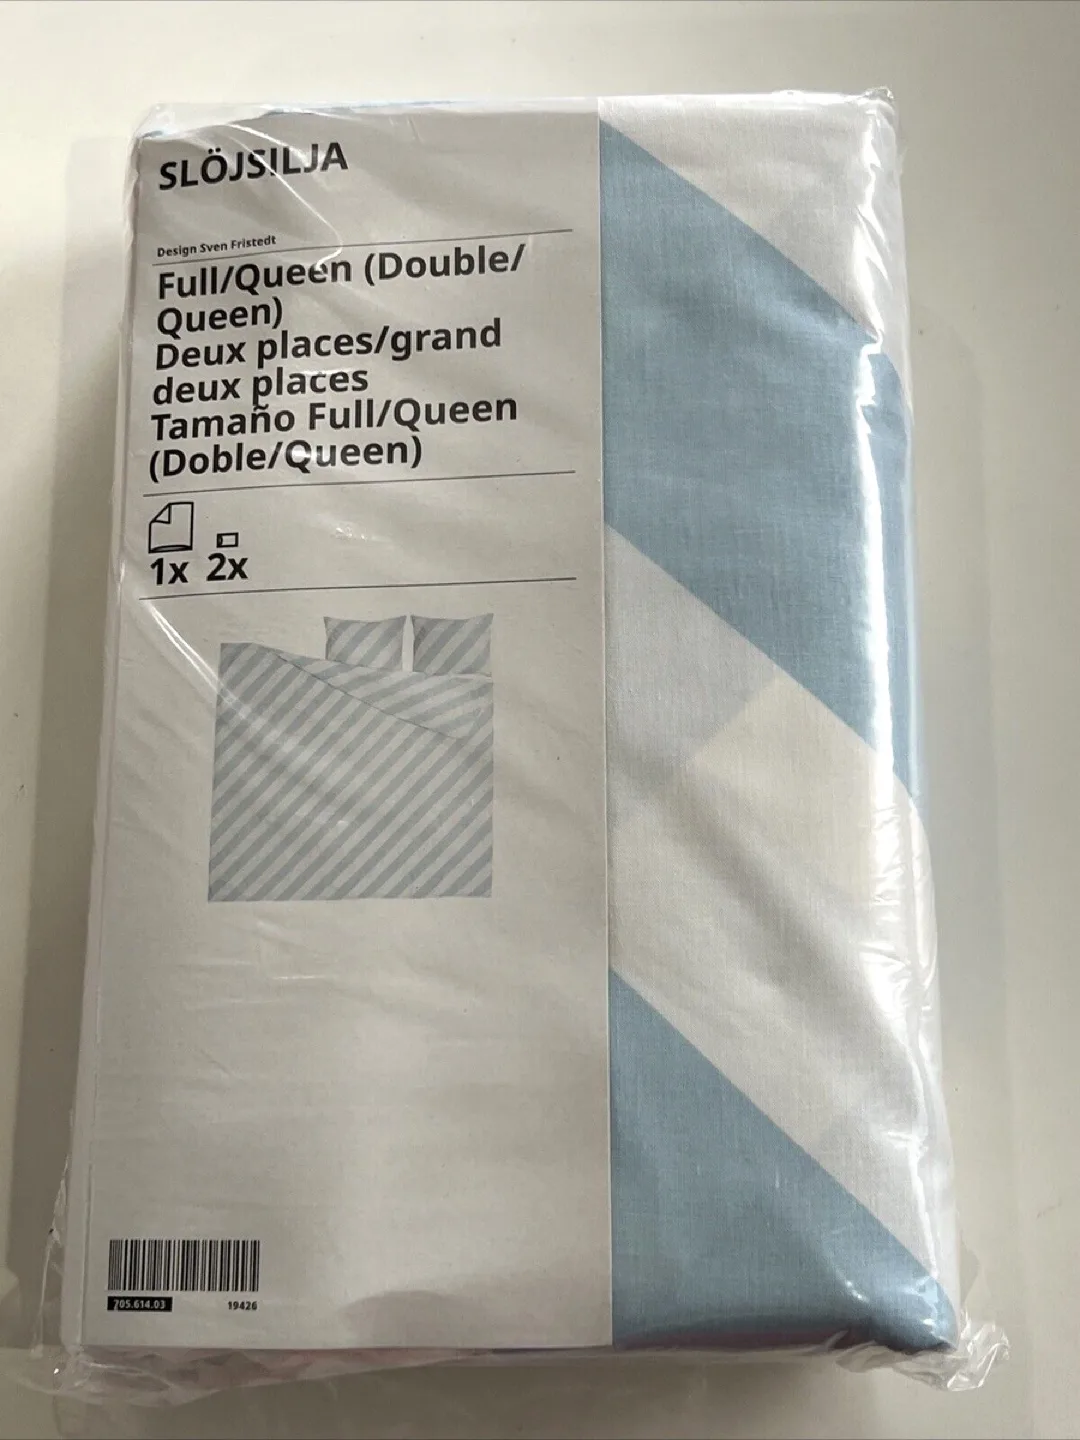 SLÖJSILJA
Design Sven Fristedt
Full/Queen (Double/
Queen)
Deux places/grand
deux places
Tamaño Full/Queen
(Doble/Queen)
1x 2x
705.614.03 19426